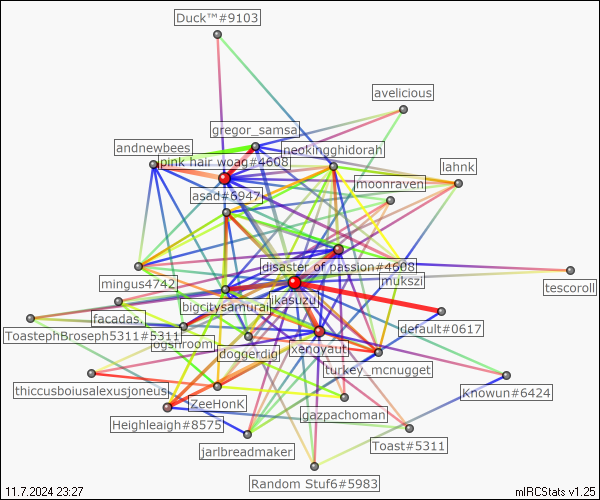 Duck™#9103
avelicious
gregor_samsa
andnewbees
neokingghidorah
pink hair woag#4608
lahnk
moonraven
asad#6947
disaster of passion#4608
mingus4742
mukszi
tescoroll
ikasuzu
bigcitysamurai
facadas,
default#0617
ToastephBroseph5311#5311
ogshroom
xenoyaut
doggerdig
turkey_mcnugget
thiccusboiusalexusjoneus
Knowun#6424
ZeeHonk
gazpachoman
Heighleaigh#8575
Toast#5311
jarlbreadmaker
Random Stuf6#5983
11.7.2024 23:27
mIRCStats v1.25